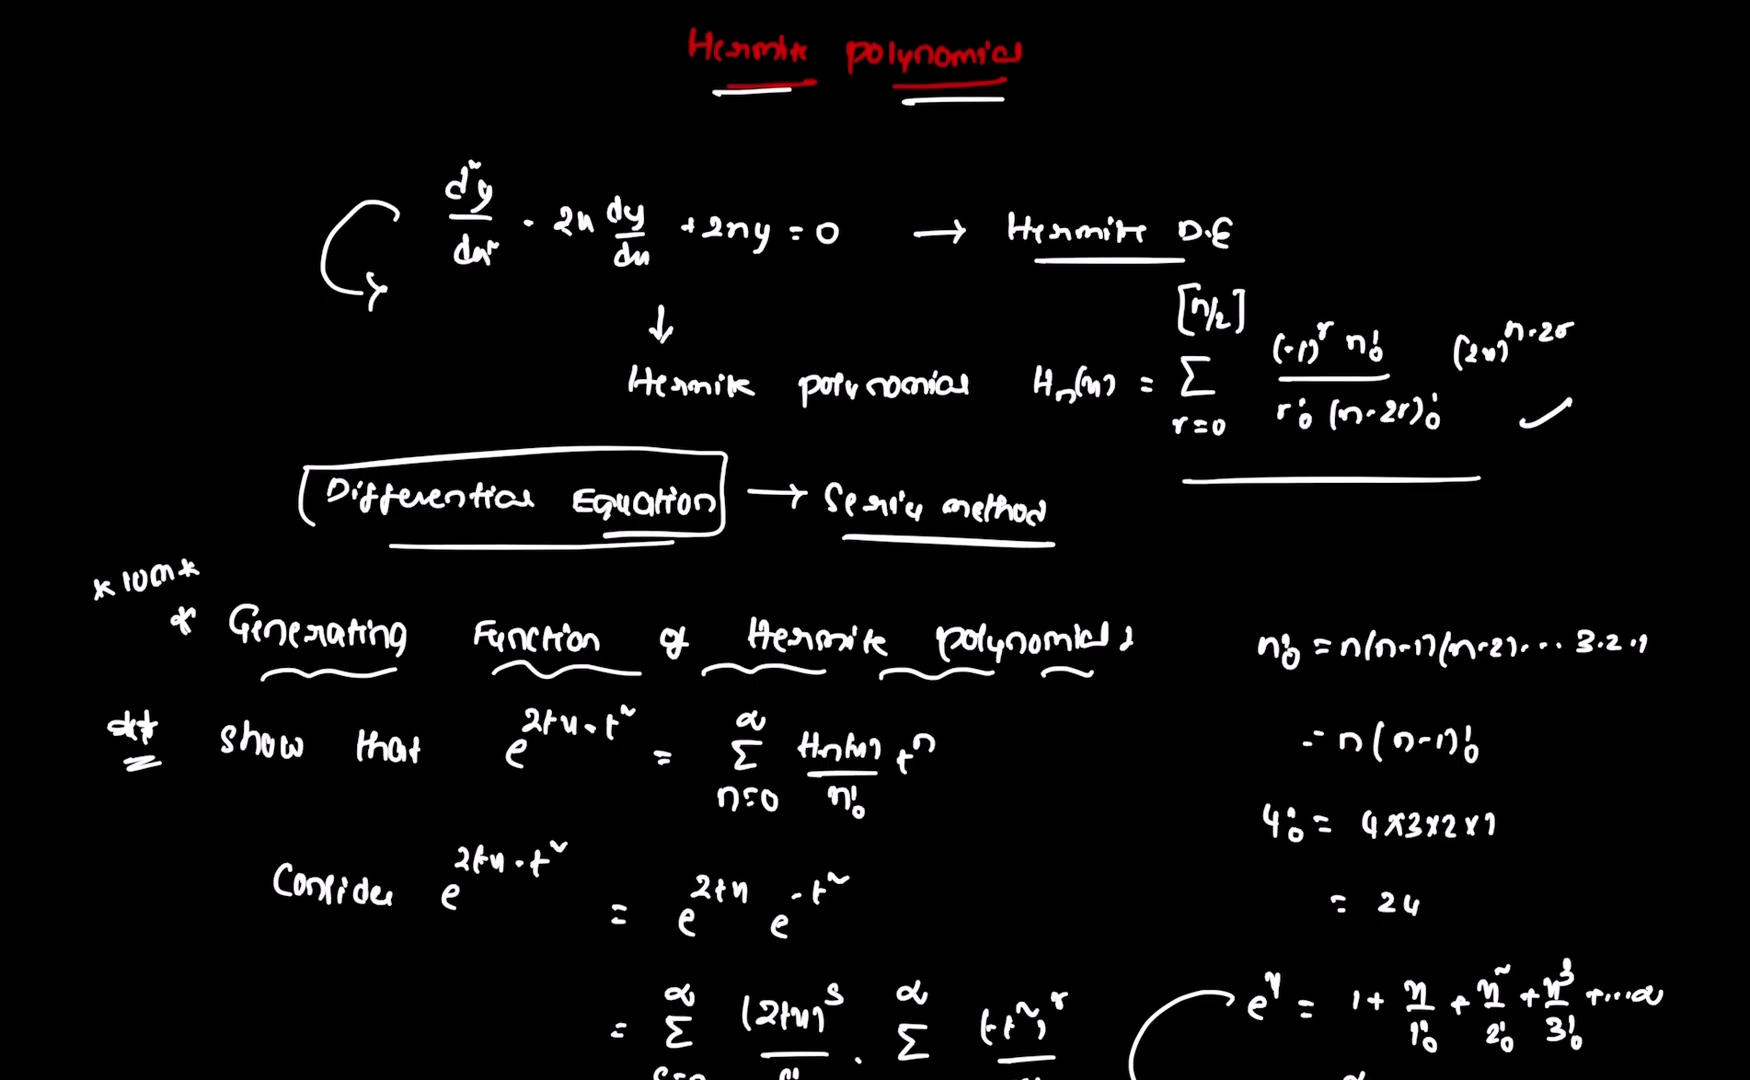 Hermite polynomial
d²y/dx² - 2x dy/dx + 2ny = 0 → Hermite D.E
↓
Hermite polynomial Hn(x) = Σ_{r=0}^{[n/2]} (-1)^r n! / r! (n-2r)! (2x)^{n-2r}
Differential Equation → Series method
*10m*
* Generating Function of Hermite polynomials
n! = n(n-1)(n-2)... 3.2.1
show that e^{2tx-t²} = Σ_{n=0}^{∞} Hn(x)/n! t^n
= n(n-1)!
4! = 4×3×2×1
Consider e^{2tx-t²} = e^{2tx} e^{-t²}
= 24
= Σ^{∞} (2tx)^s . Σ^{∞} (-t²)^r
e^x = 1 + x/1! + x²/2! + x³/3! + ...∞